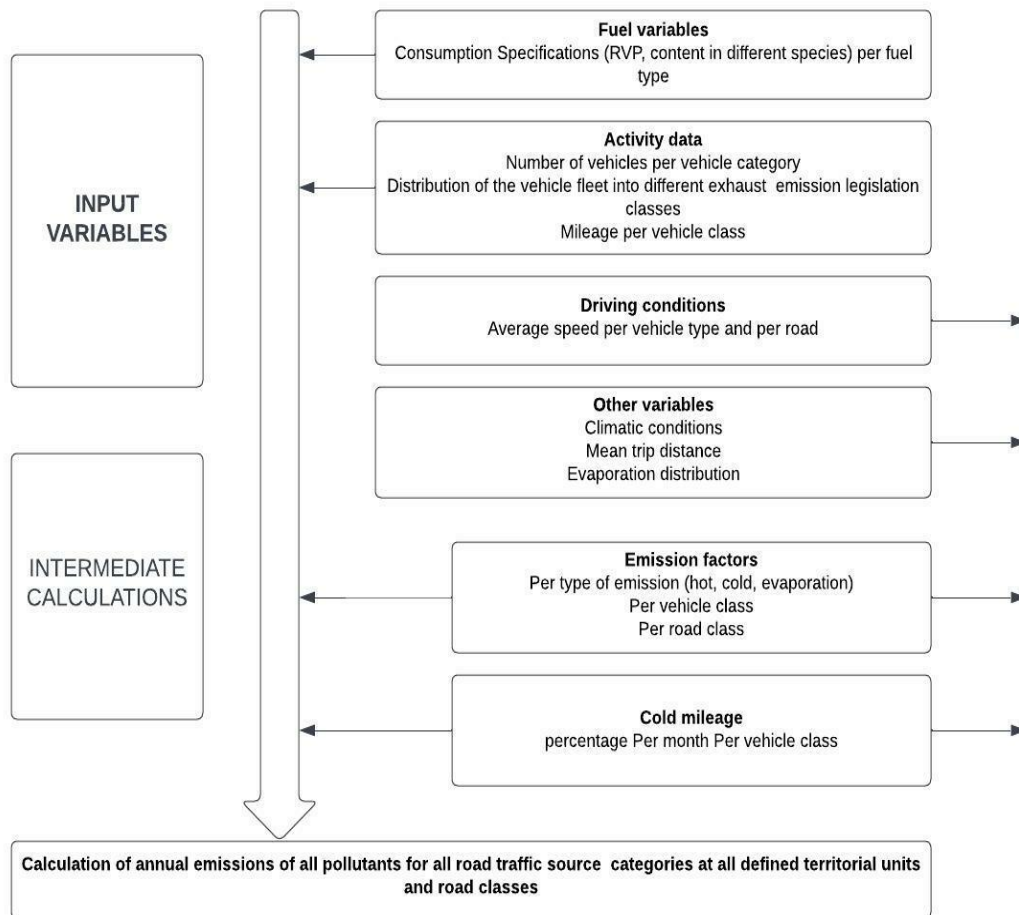 Fuel variables
Consumption Specifications (RVP, content in different species) per fuel
type
INPUT
VARIABLES
Activity data
Number of vehicles per vehicle category
Distribution of the vehicle fleet into different exhaust emission legislation
classes
Mileage per vehicle class
Driving conditions
Average speed per vehicle type and per road
Other variables
Climatic conditions
Mean trip distance
Evaporation distribution
INTERMEDIATE
CALCULATIONS
Emission factors
Per type of emission (hot, cold, evaporation)
Per vehicle class
Per road class
Cold mileage
percentage Per month Per vehicle class
Calculation of annual emissions of all pollutants for all road traffic source categories at all defined territorial units
and road classes